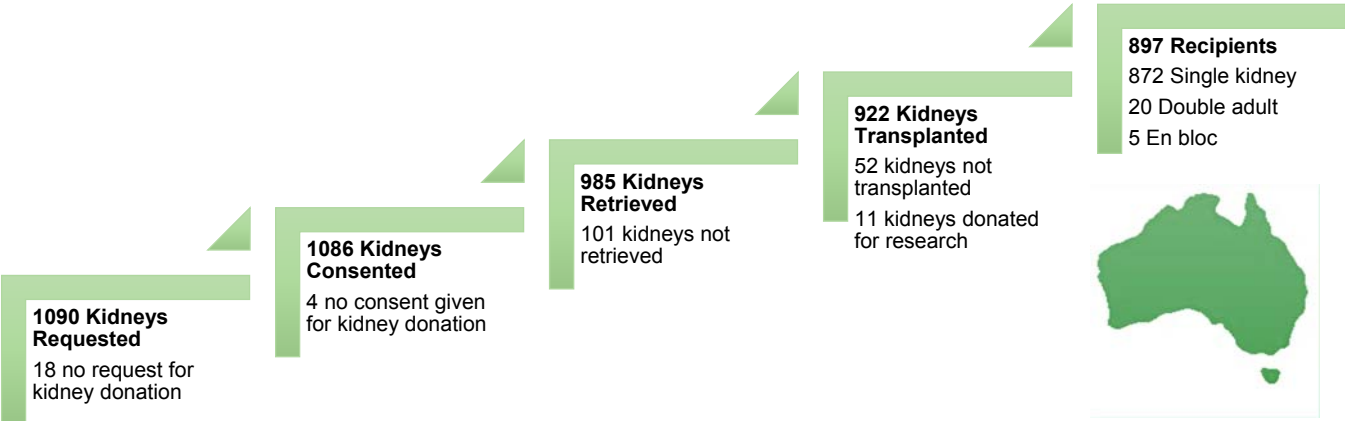 1090 Kidneys
Requested
18 no request for
kidney donation
1086 Kidneys
Consented
4 no consent given
for kidney donation
985 Kidneys
Retrieved
101 kidneys not
retrieved
922 Kidneys
Transplanted
52 kidneys not
transplanted
11 kidneys donated
for research
897 Recipients
872 Single kidney
20 Double adult
5 En bloc